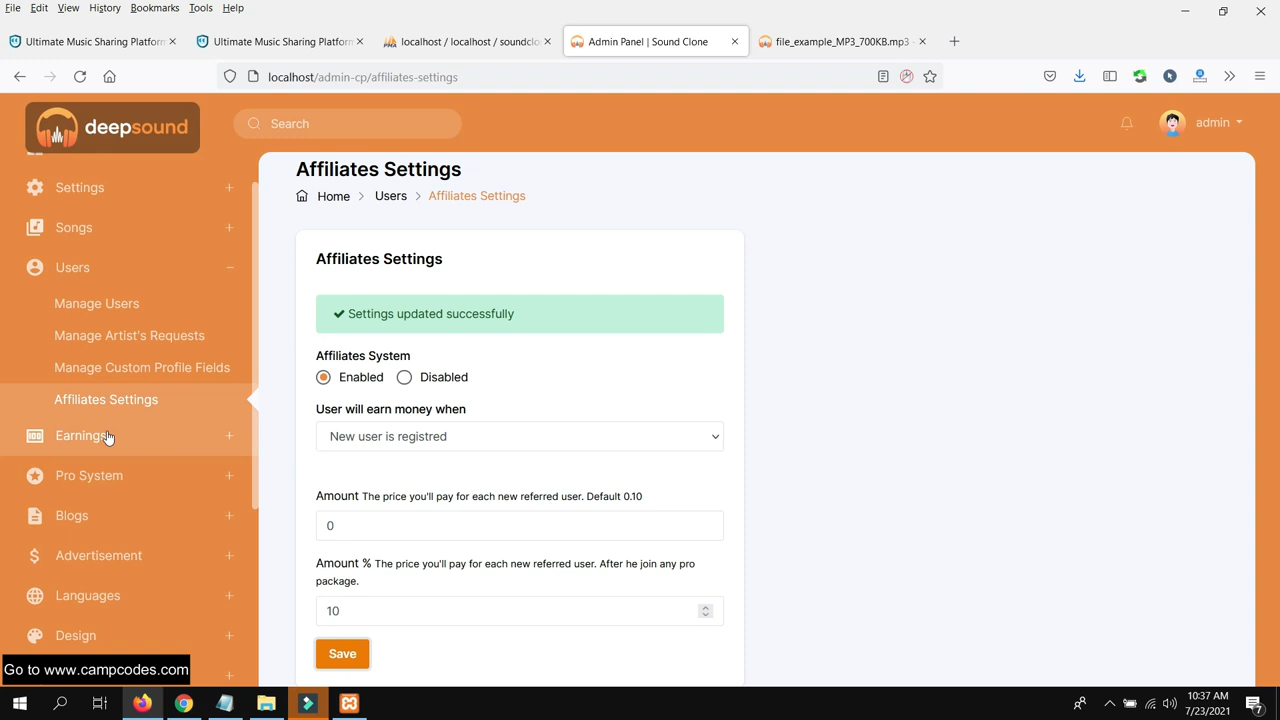 File Edit View History Bookmarks Tools Help
Ultimate Music Sharing Platform
Ultimate Music Sharing Platform
localhost / localhost / soundclo
Admin Panel | Sound Clone
file_example_MP3_700KB.mp3
localhost/admin-cp/affiliates-settings
deepsound
Search
admin
Settings
Songs
Users
Manage Users
Manage Artist's Requests
Manage Custom Profile Fields
Affiliates Settings
Earnings
Pro System
Blogs
Advertisement
Languages
Design
Affiliates Settings
Home > Users > Affiliates Settings
Affiliates Settings
Settings updated successfully
Affiliates System
Enabled Disabled
User will earn money when
New user is registred
Amount The price you'll pay for each new referred user. Default 0.10
0
Amount % The price you'll pay for each new referred user. After he join any pro
package.
10
Save
Go to www.campcodes.com
10:37 AM
7/23/2021
7